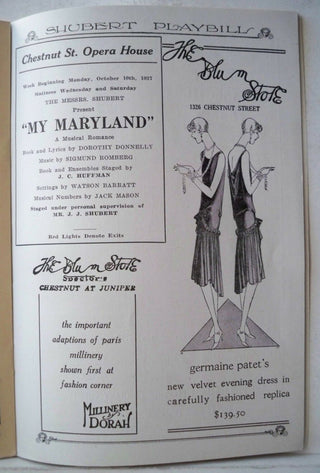 SHUBERT PLAYBILL
Chestnut St. Opera House
Week Beginning Monday, October 10th, 1927
Matinees Wednesday and Saturday
THE MESSRS. SHUBERT
Present
"MY MARYLAND"
A Musical Romance
Book and Lyrics by DOROTHY DONNELLY
Music by SIGMUND ROMBERG
Book and Ensembles Staged by
J. C. HUFFMAN
Settings by WATSON BARRATT
Musical Numbers by JACK MASON
Staged under personal supervision of
MR. J. J. SHUBERT
Red Lights Denote Exits
The Blum Store
CHESTNUT AT JUNIPER
the important
adaptions of paris
millinery
shown first at
fashion corner
MILLINERY by
DORAH
The Blum Store
1326 CHESTNUT STREET
germaine patet's
new velvet evening dress in
carefully fashioned replica
$139.50